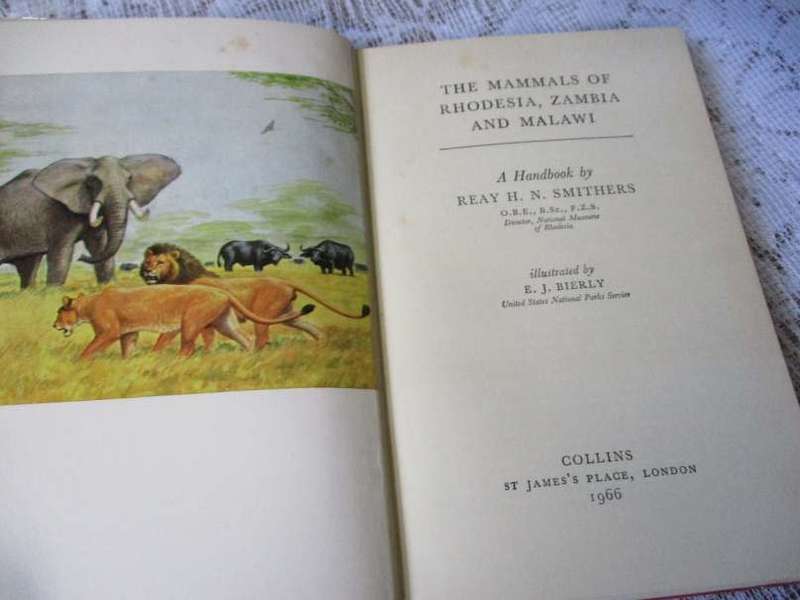 THE MAMMALS OF
RHODESIA, ZAMBIA
AND MALAWI
A Handbook by
REAY H. N. SMITHERS
O.B.E., B.Sc., F.Z.S.
Director, National Museums
of Rhodesia
illustrated by
E. J. BIERLY
United States National Parks Service
COLLINS
ST JAMES'S PLACE, LONDON
1966